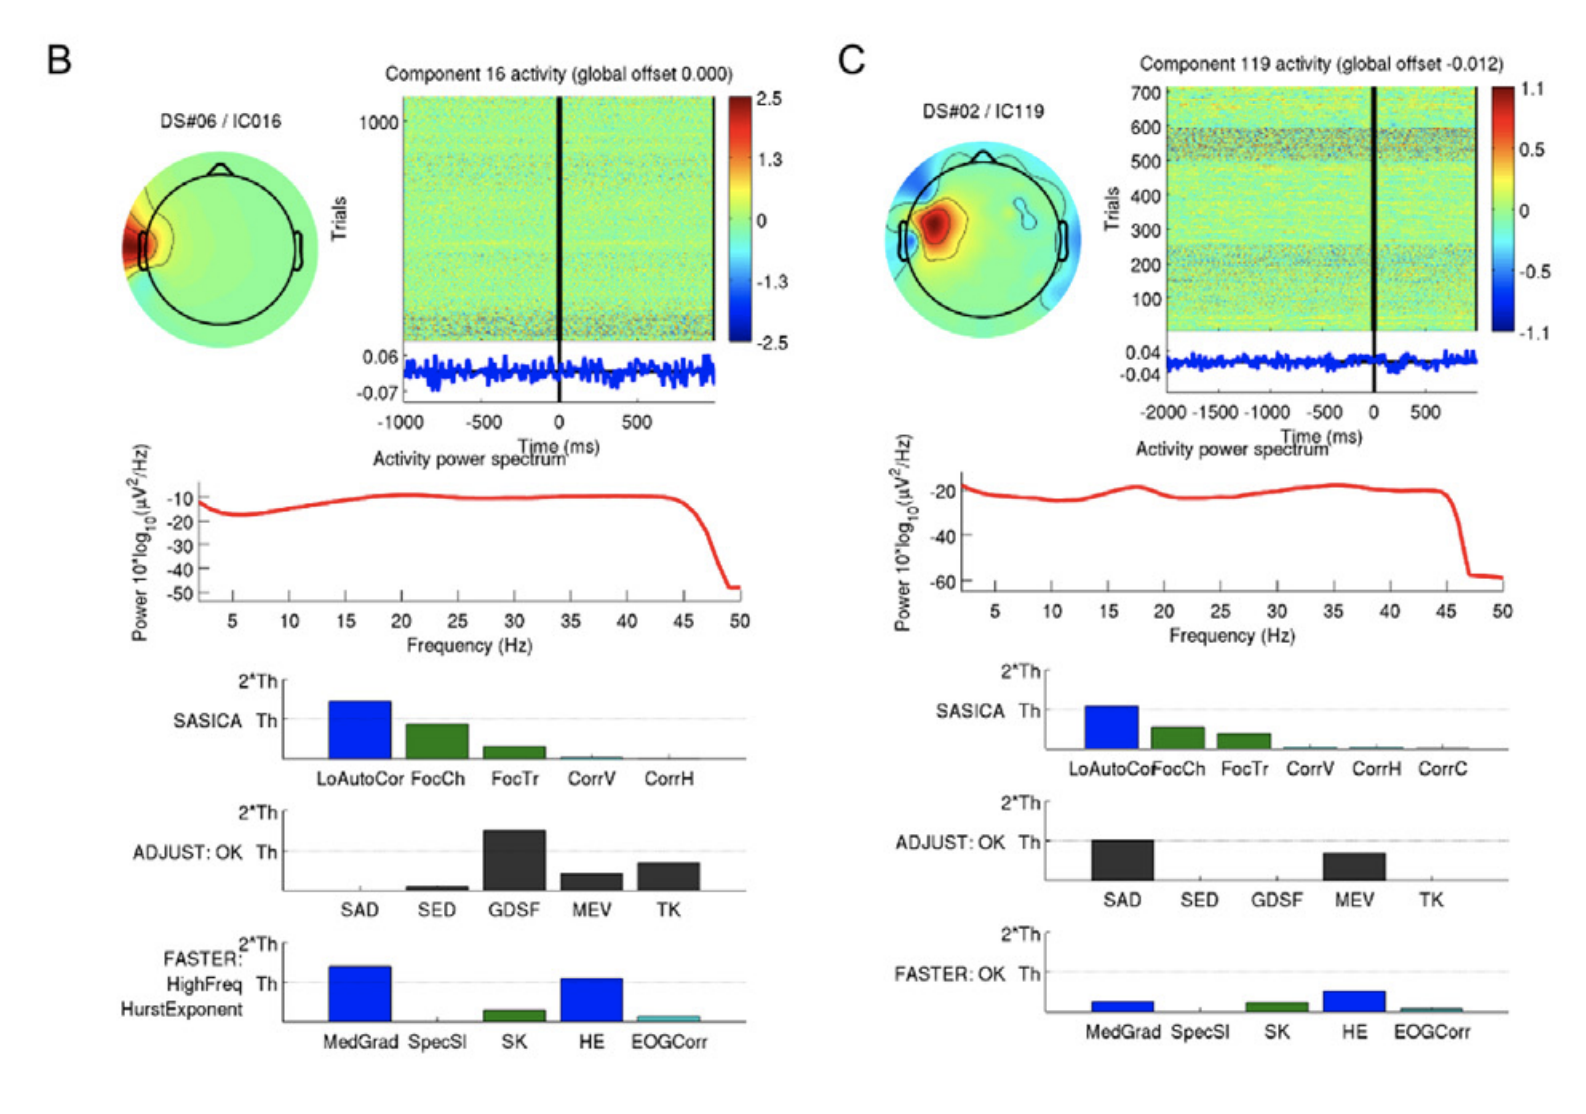 B
Component 16 activity (global offset 0.000)
DS#06 / IC016
1000
Trials
2.5
1.3
0
-1.3
-2.5
0.06
-0.07
-1000 -500 0 500
Time (ms)
Activity power spectrum
Power 10*log10(µV2/Hz)
-10
-20
-30
-40
-50
5 10 15 20 25 30 35 40 45 50
Frequency (Hz)
2*Th
SASICA Th
LoAutoCor FocCh FocTr CorrV CorrH
2*Th
ADJUST: OK Th
SAD SED GDSF MEV TK
2*Th
FASTER:
HighFreq Th
HurstExponent
MedGrad SpecSl SK HE EOGCorr
C
Component 119 activity (global offset -0.012)
DS#02 / IC119
700
600
500
400
300
200
100
Trials
1.1
0.5
0
-0.5
-1.1
0.04
-0.04
-2000 -1500 -1000 -500 0 500
Time (ms)
Activity power spectrum
Power 10*log10(µV2/Hz)
-20
-40
-60
5 10 15 20 25 30 35 40 45 50
Frequency (Hz)
2*Th
SASICA Th
LoAutoCor FocCh FocTr CorrV CorrH CorrC
2*Th
ADJUST: OK Th
SAD SED GDSF MEV TK
2*Th
FASTER: OK Th
MedGrad SpecSl SK HE EOGCorr